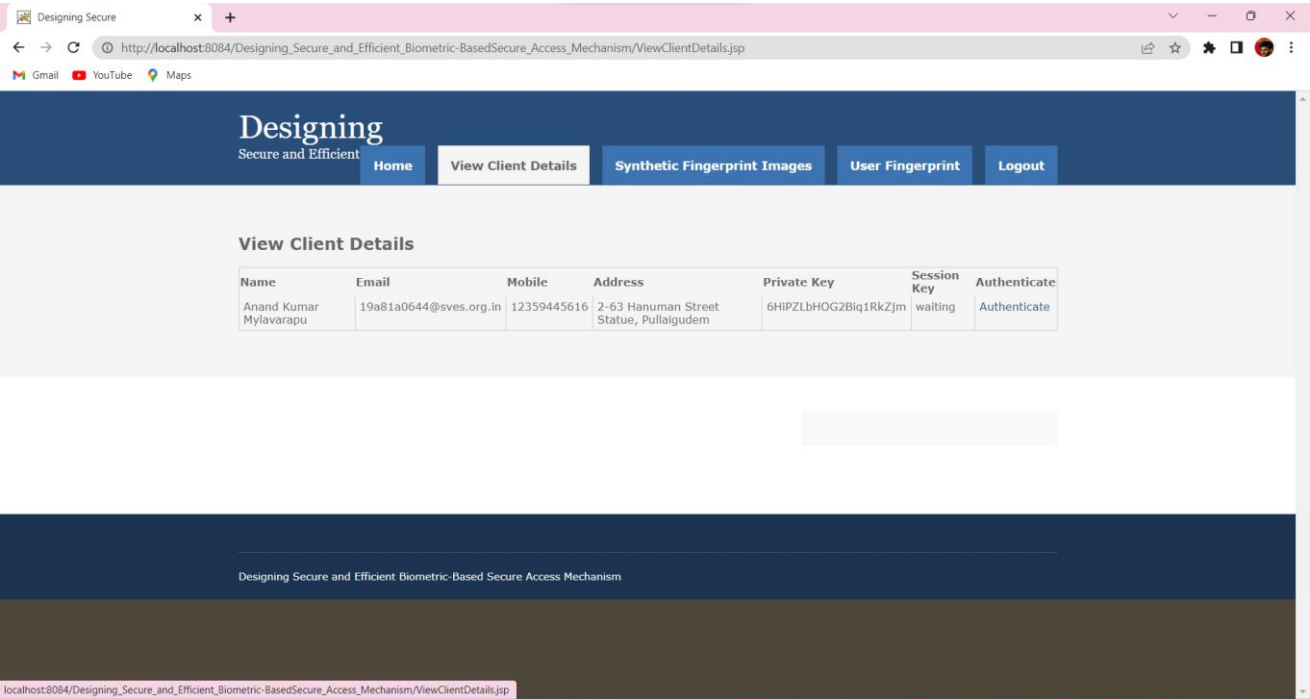 Designing Secure
http://localhost:8084/Designing_Secure_and_Efficient_Biometric-BasedSecure_Access_Mechanism/ViewClientDetails.jsp
Gmail YouTube Maps
Designing
Secure and Efficient
Home View Client Details Synthetic Fingerprint Images User Fingerprint Logout
View Client Details
Name Email Mobile Address Private Key Session Key Authenticate
Anand Kumar 19a81a0644@sves.org.in 12359445616 2-63 Hanuman Street 6HiPZLbHOG2Biq1RkZjm waiting Authenticate
Mylavarapu Statue, Pullaigudem
Designing Secure and Efficient Biometric-Based Secure Access Mechanism
localhost:8084/Designing_Secure_and_Efficient_Biometric-BasedSecure_Access_Mechanism/ViewClientDetails.jsp